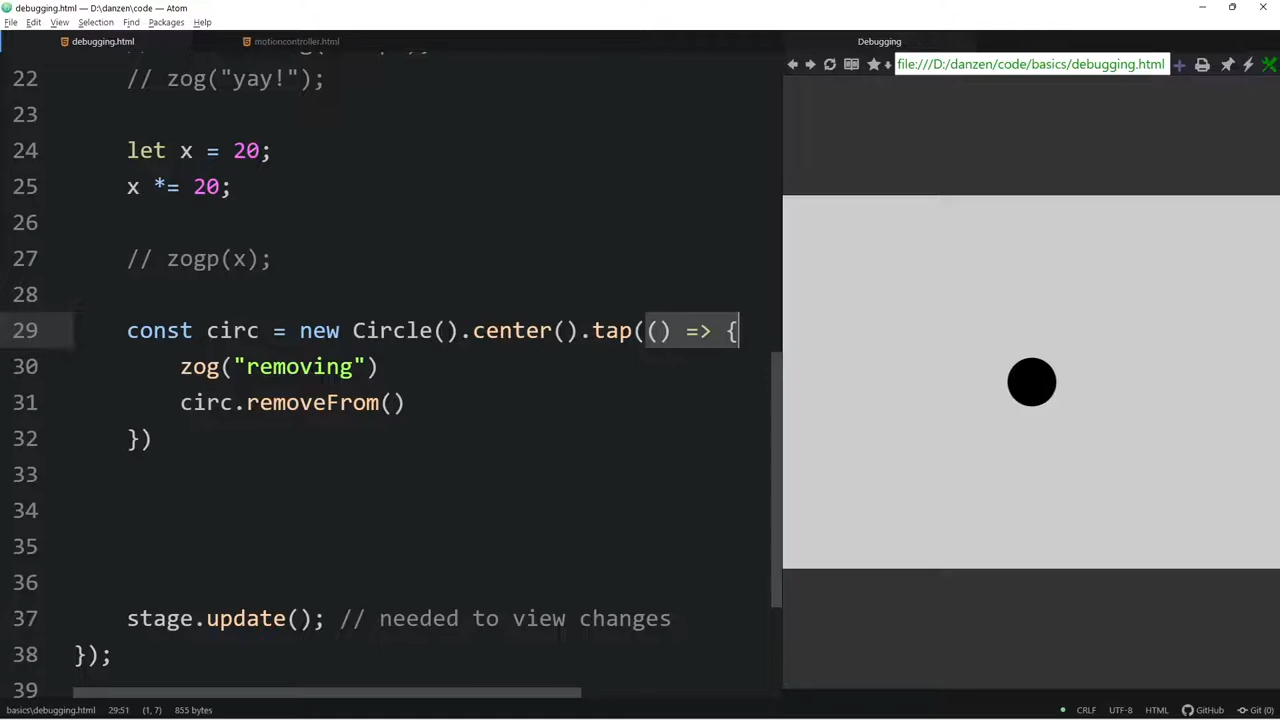 debugging.html — D:\danzen\code — Atom
File Edit View Selection Find Packages Help
debugging.html motioncontroller.html Debugging
file:///D:/danzen/code/basics/debugging.html
22 // zog("yay!");
23
24 let x = 20;
25 x *= 20;
26
27 // zogp(x);
28
29 const circ = new Circle().center().tap(() => {
30 zog("removing")
31 circ.removeFrom()
32 })
33
34
35
36
37 stage.update(); // needed to view changes
38 });
39
basics\debugging.html 29:51 (1, 7) 855 bytes CRLF UTF-8 HTML GitHub Git (0)